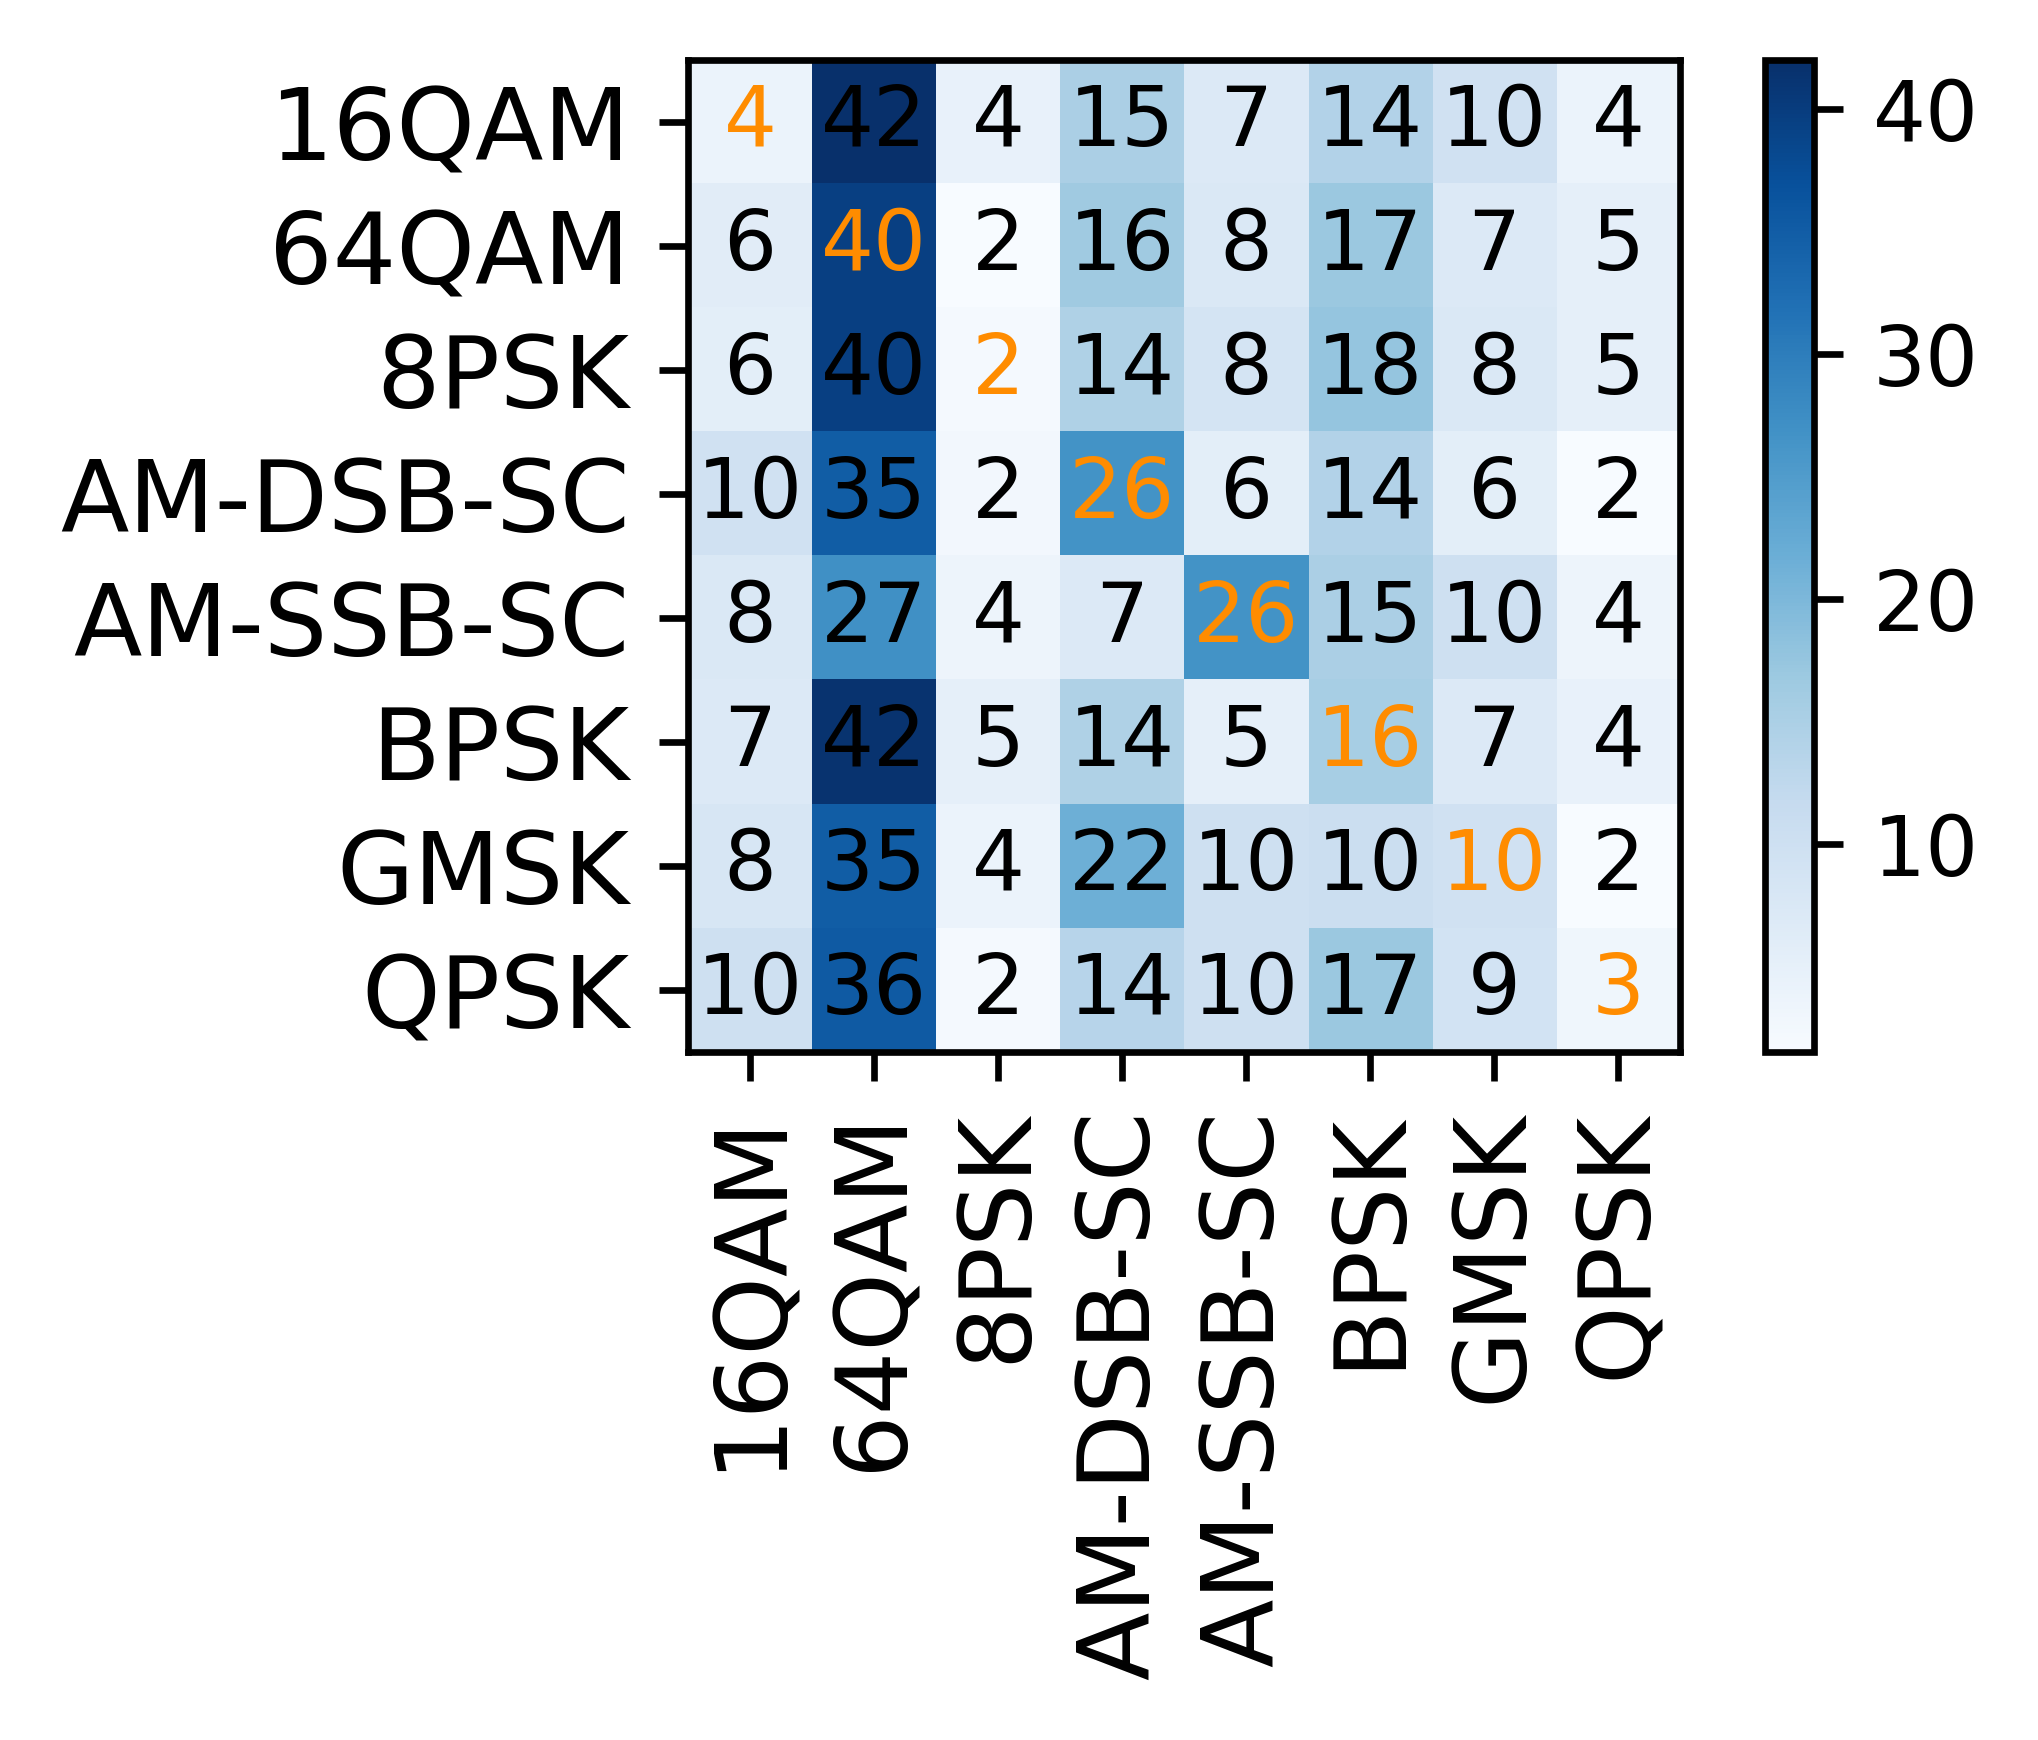 16QAM 4 42 4 15 7 14 10 4
64QAM 6 40 2 16 8 17 7 5
8PSK 6 40 2 14 8 18 8 5
AM-DSB-SC 10 35 2 26 6 14 6 2
AM-SSB-SC 8 27 4 7 26 15 10 4
BPSK 7 42 5 14 5 16 7 4
GMSK 8 35 4 22 10 10 10 2
QPSK 10 36 2 14 10 17 9 3
16QAM
64QAM
8PSK
AM-DSB-SC
AM-SSB-SC
BPSK
GMSK
QPSK
40
30
20
10